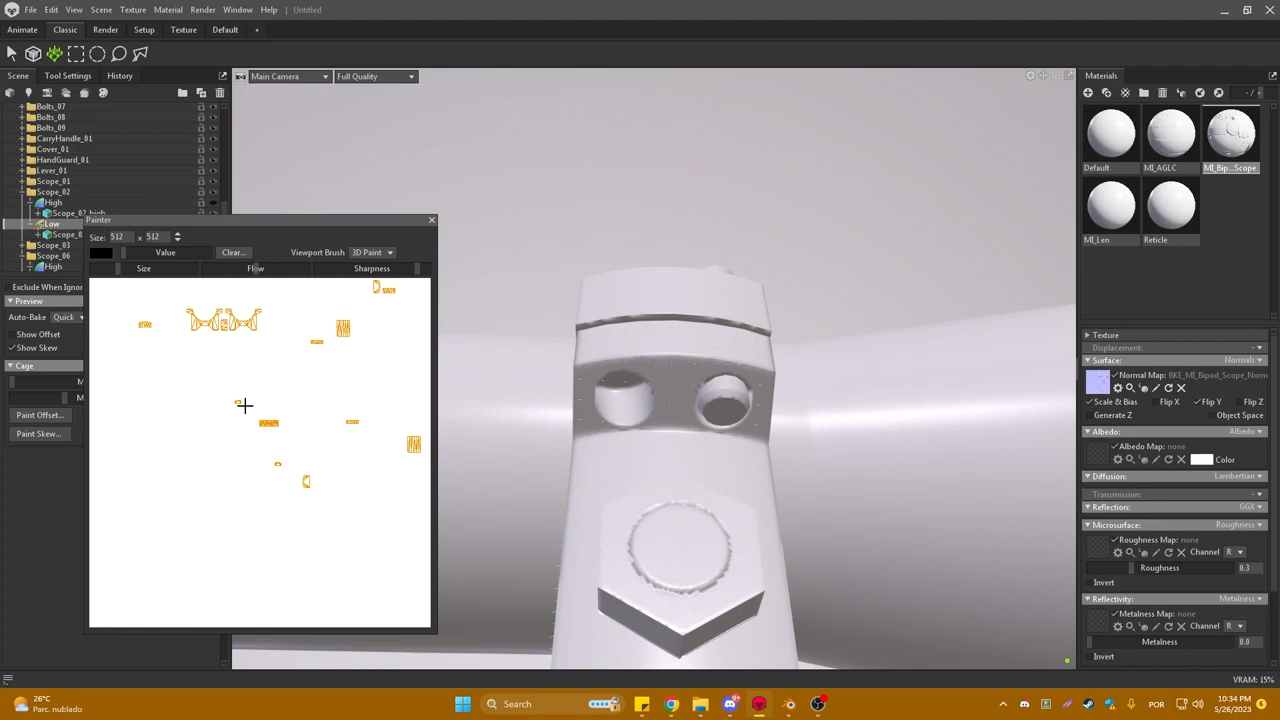 File Edit View Scene Texture Material Render Window Help Untitled
Animate Classic Render Setup Texture Default +
Scene Tool Settings History
Main Camera Full Quality
Materials
Bolts_07
Bolts_08
Bolts_09
CarryHandle_01
Cover_01
HandGuard_01
Lever_01
Scope_01
Scope_02
High
Scope_02_high
Low
Scope_0
Scope_03
Scope_06
High
Exclude When Ignor
Preview
Auto-Bake Quick
Show Offset
Show Skew
Cage
M
M
Paint Offset...
Paint Skew...
Painter
Size: 512 x 512
Value Clear... Viewport Brush 3D Paint
Size Flow Sharpness
- /
Default MI_AGLC MI_Bip...Scope
MI_Len Reticle
Texture
Displacement:
Surface: Normals
Normal Map: BKE_MI_Bipod_Scope_Norm
Scale & Bias Flip X Flip Y Flip Z
Generate Z Object Space
Albedo: Albedo
Albedo Map: none
Color
Diffusion: Lambertian
Transmission:
Reflection: GGX
Microsurface: Roughness
Roughness Map: none
Channel R
Roughness 0.3
Invert
Reflectivity: Metalness
Metalness Map: none
Channel R
Metalness 0.0
Invert
VRAM: 15%
26°C
Parc. nublado
Search
9+
POR
10:34 PM
5/26/2023